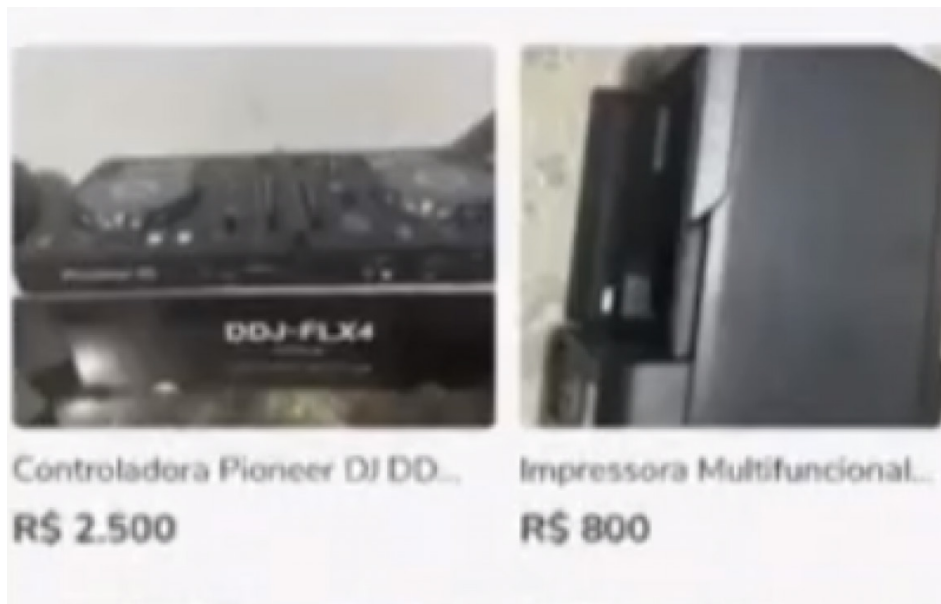 DDJ-FLX4
Controladora Pioneer DJ DD...
R$ 2.500
Impressora Multifuncional...
R$ 800